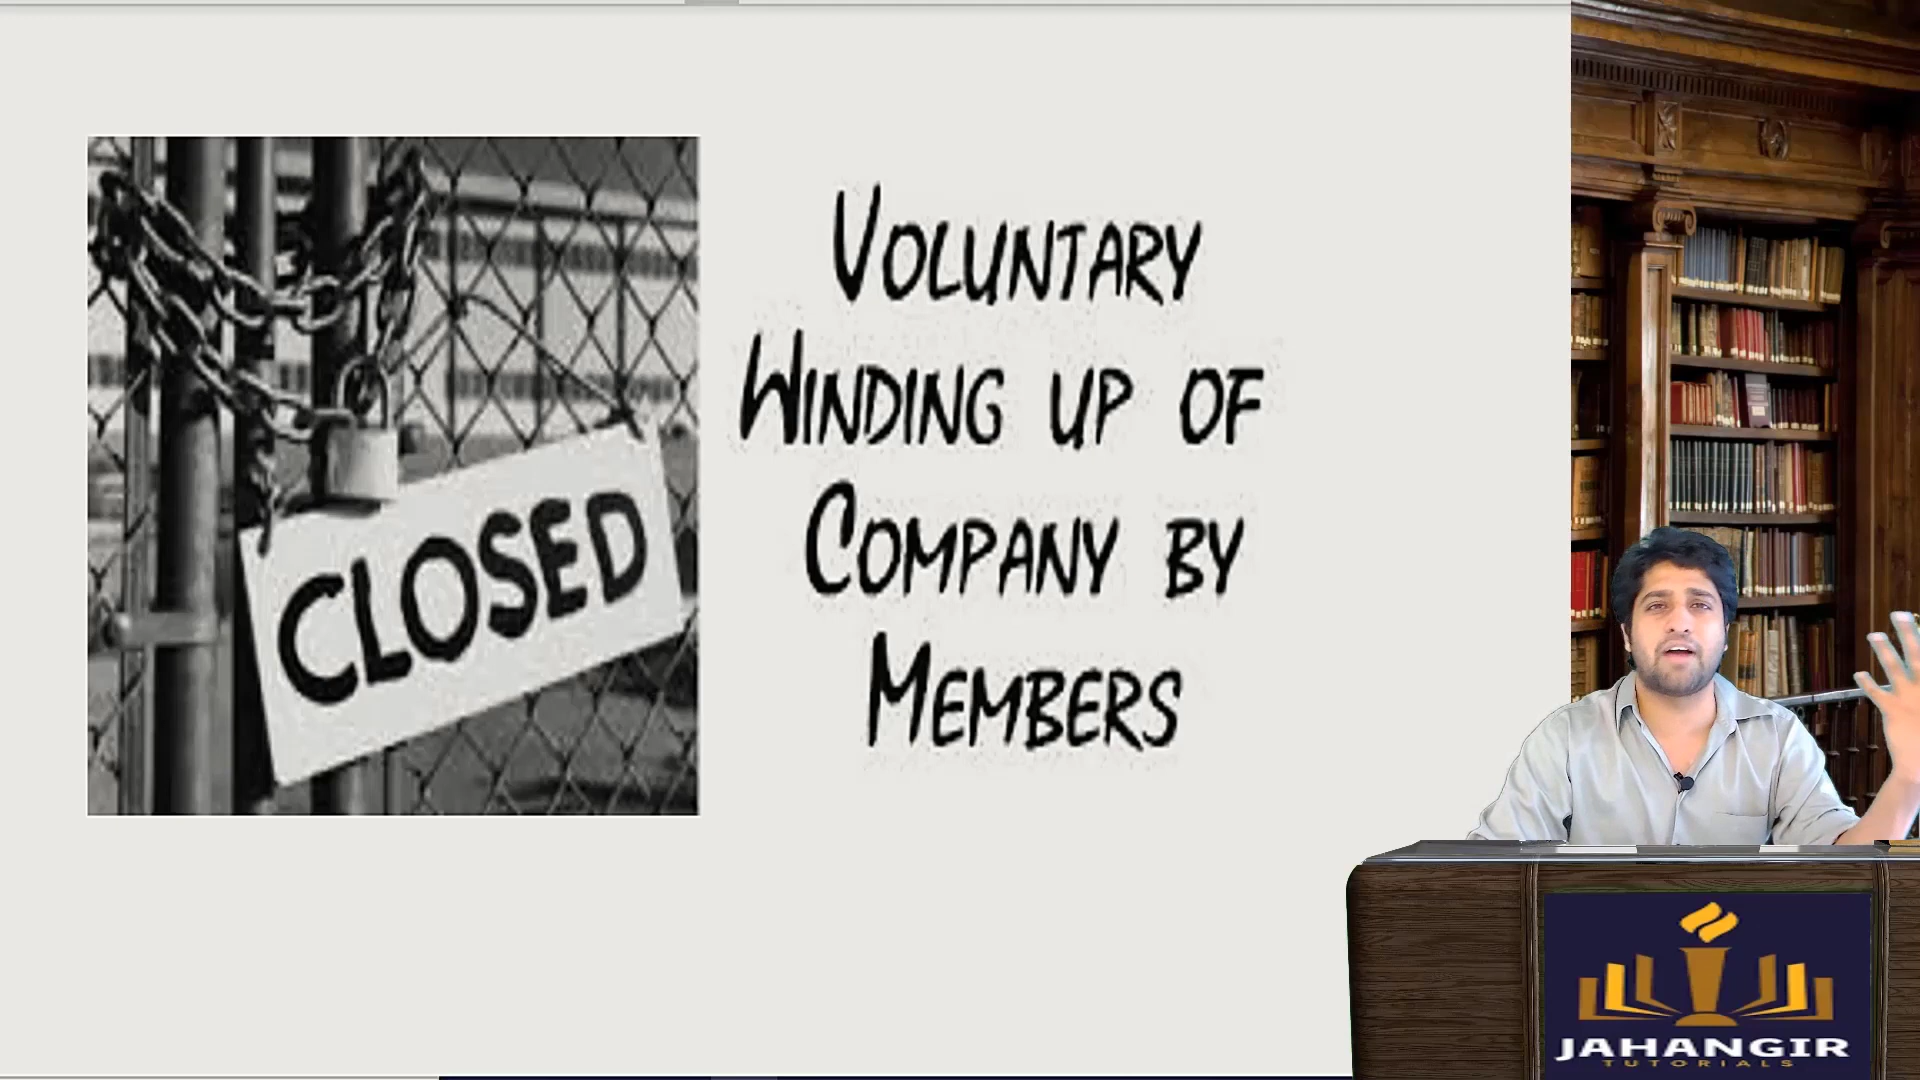 CLOSED
VOLUNTARY
WINDING UP OF
COMPANY BY
MEMBERS
JAHANGIR
TUTORIALS